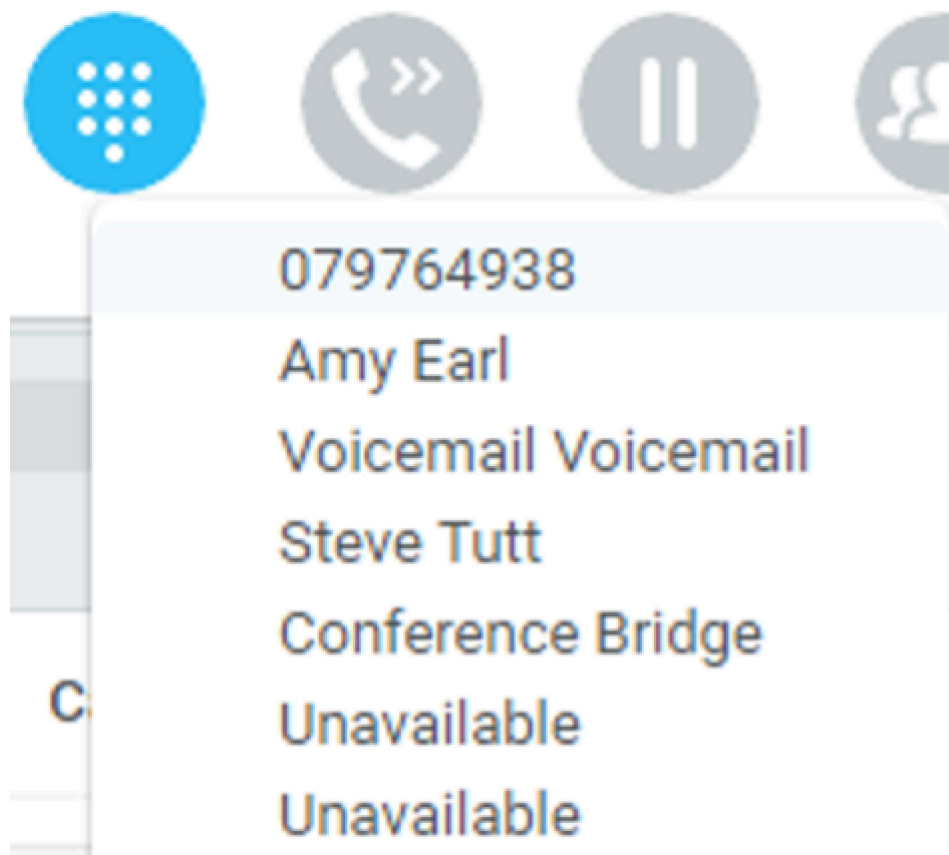 079764938
Amy Earl
Voicemail Voicemail
Steve Tutt
Conference Bridge
C
Unavailable
Unavailable